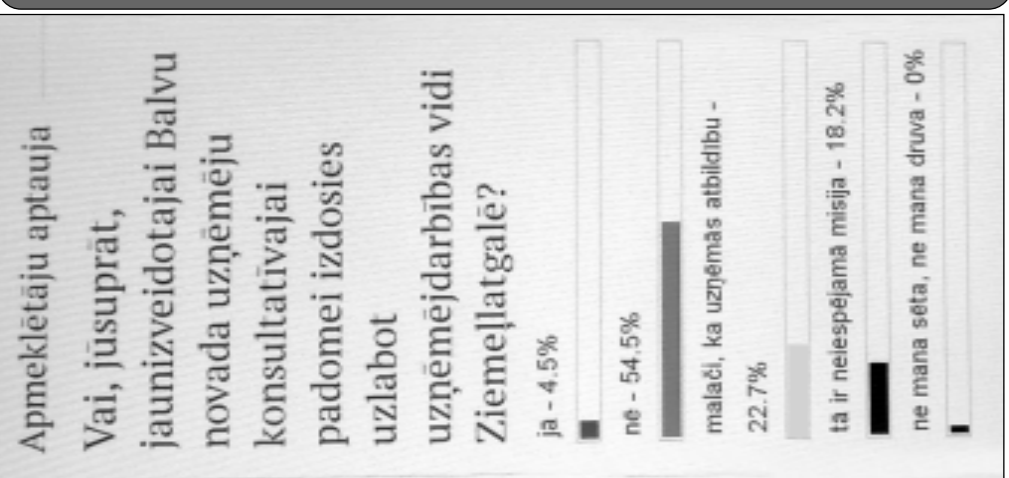 Apmeklētāju aptauja
Vai, jūsuprāt,
jaunizveidotajai Balvu
novada uzņēmēju
konsultatīvajai
padomei izdosies
uzlabot
uzņēmējdarbības vidi
Ziemeļlatgalē?
ja - 4.5%
nē - 54.5%
malači, ka uzņēmās atbildību -
22.7%
tā ir neiespējamā misija - 18.2%
ne mana sēta, ne mana druva - 0%